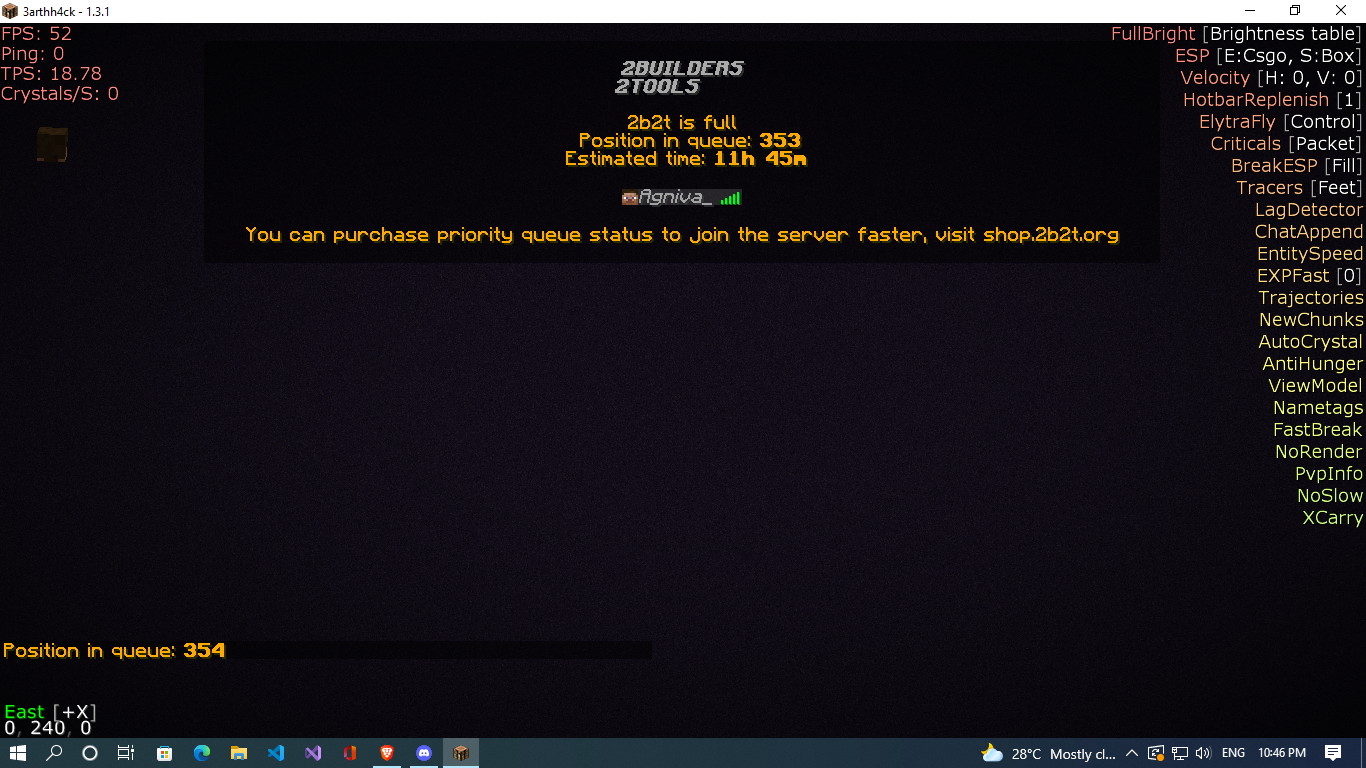 3arthh4ck - 1.3.1
FPS: 52
Ping: 0
TPS: 18.78
Crystals/S: 0
2BUILDERS
2TOOLS
2b2t is full
Position in queue: 353
Estimated time: 11h 45m
Agniva_
You can purchase priority queue status to join the server faster, visit shop.2b2t.org
FullBright [Brightness table]
ESP [E:Csgo, S:Box]
Velocity [H: 0, V: 0]
HotbarReplenish [1]
ElytraFly [Control]
Criticals [Packet]
BreakESP [Fill]
Tracers [Feet]
LagDetector
ChatAppend
EntitySpeed
EXPFast [0]
Trajectories
NewChunks
AutoCrystal
AntiHunger
ViewModel
Nametags
FastBreak
NoRender
PvpInfo
NoSlow
XCarry
Position in queue: 354
East [+X]
0, 240, 0
28°C Mostly cl... ENG 10:46 PM